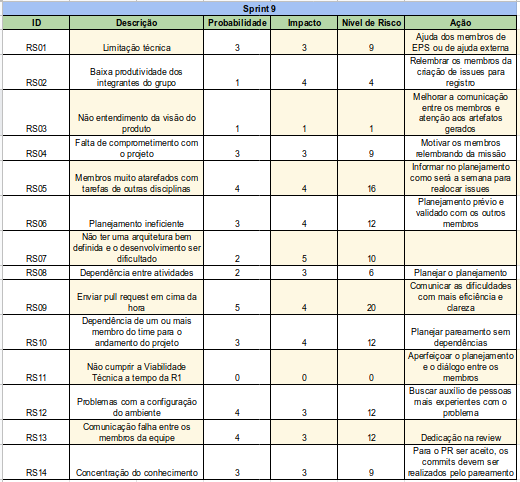 Sprint 9
ID Descrição Probabilidade Impacto Nível de Risco Ação
RS01 Limitação técnica 3 3 9 Ajuda dos membros de EPS ou de ajuda externa
RS02 Baixa produtividade dos integrantes do grupo 1 4 4 Relembrar os membros da criação de issues para registro
RS03 Não entendimento da visão do produto 1 1 1 Melhorar a comunicação entre os membros e atenção aos artefatos gerados
RS04 Falta de comprometimento com o projeto 3 3 9 Motivar os membros relembrando da missão
RS05 Membros muito atarefados com tarefas de outras disciplinas 4 4 16 Informar no planejamento como será a semana para realocar issues
RS06 Planejamento ineficiente 3 4 12 Planejamento prévio e validado com os outros membros
RS07 Não ter uma arquitetura bem definida e o desenvolvimento ser dificultado 2 5 10
RS08 Dependência entre atividades 2 3 6 Planejar o planejamento
RS09 Enviar pull request em cima da hora 5 4 20 Comunicar as dificuldades com mais eficiência e clareza
RS10 Dependência de um ou mais membro do time para o andamento do projeto 3 4 12 Planejar pareamento sem dependências
RS11 Não cumprir a Viabilidade Técnica a tempo da R1 0 0 0 Aperfeiçoar o planejamento e o diálogo entre os membros
RS12 Problemas com a configuração do ambiente 4 3 12 Buscar auxílio de pessoas mais experientes com o problema
RS13 Comunicação falha entre os membros da equipe 4 3 12 Dedicação na review
RS14 Concentração do conhecimento 3 3 9 Para o PR ser aceito, os commits devem ser realizados pelo pareamento